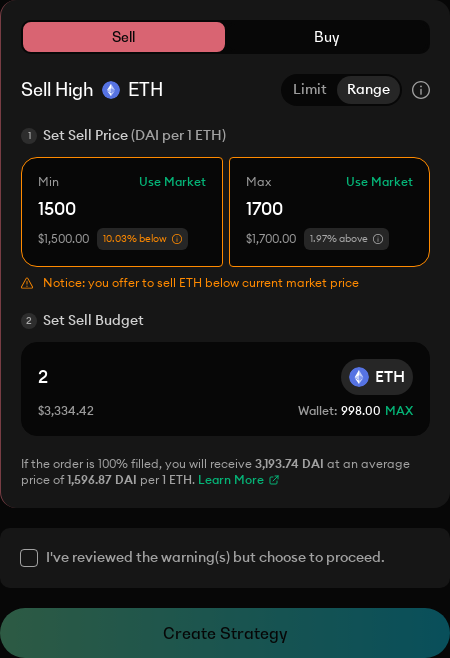 Sell Buy
Sell High ETH Limit Range
1 Set Sell Price (DAI per 1 ETH)
Min Use Market Max Use Market
1500 1700
$1,500.00 10.03% below $1,700.00 1.97% above
Notice: you offer to sell ETH below current market price
2 Set Sell Budget
2 ETH
$3,334.42 Wallet: 998.00 MAX
If the order is 100% filled, you will receive 3,193.74 DAI at an average
price of 1,596.87 DAI per 1 ETH. Learn More
I've reviewed the warning(s) but choose to proceed.
Create Strategy